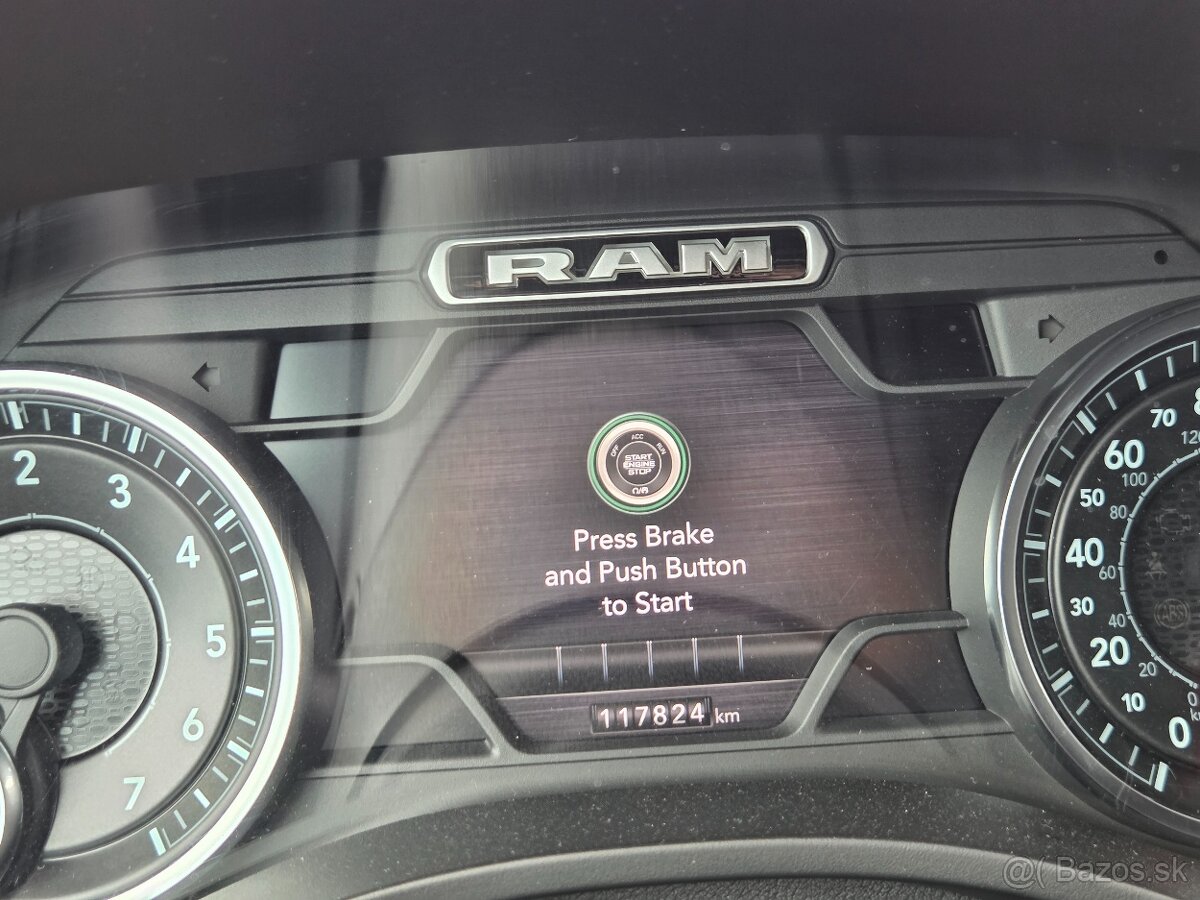 RAM
OFF ACC RUN
START
ENGINE
STOP
Press Brake
and Push Button
to Start
117824 km
2
3
4
5
6
7
70
60
50
40
30
20
10
0
120
100
80
60
40
20
0
ABS
@( Bazos.sk